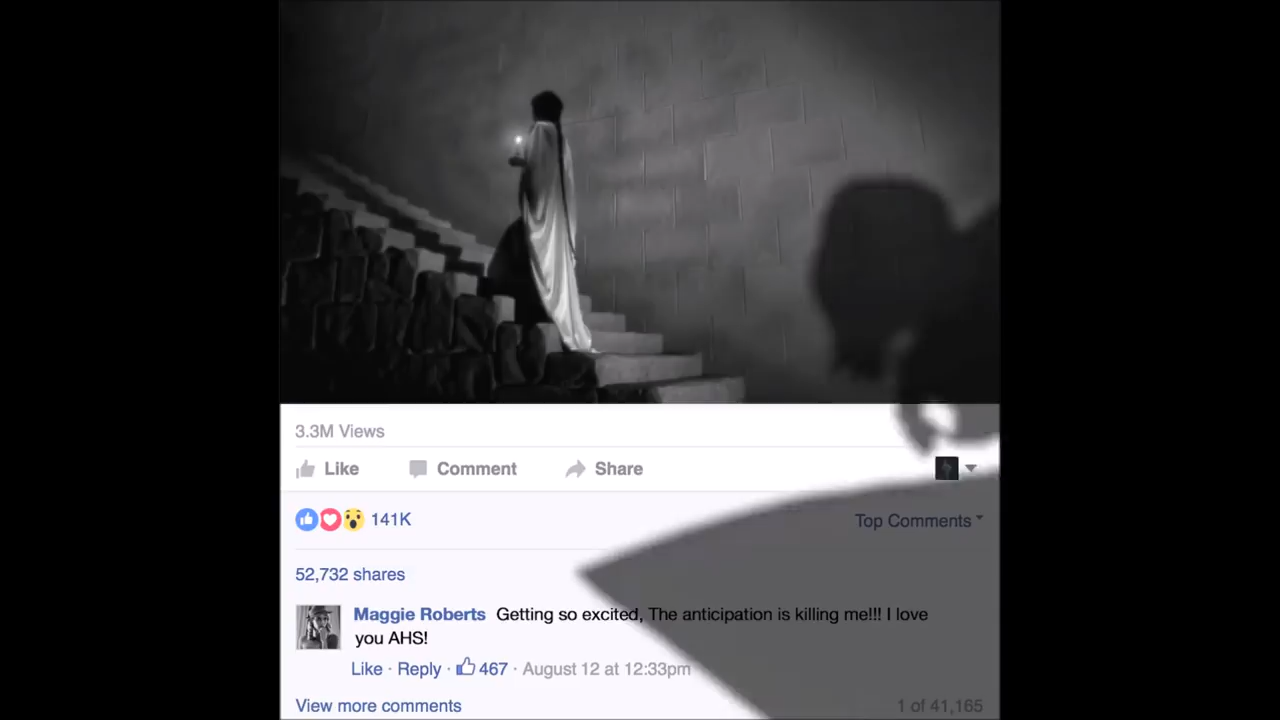 3.3M Views
Like Comment Share
141K Top Comments
52,732 shares
Maggie Roberts Getting so excited, The anticipation is killing me!!! I love
you AHS!
Like · Reply · 467 · August 12 at 12:33pm
View more comments 1 of 41,165